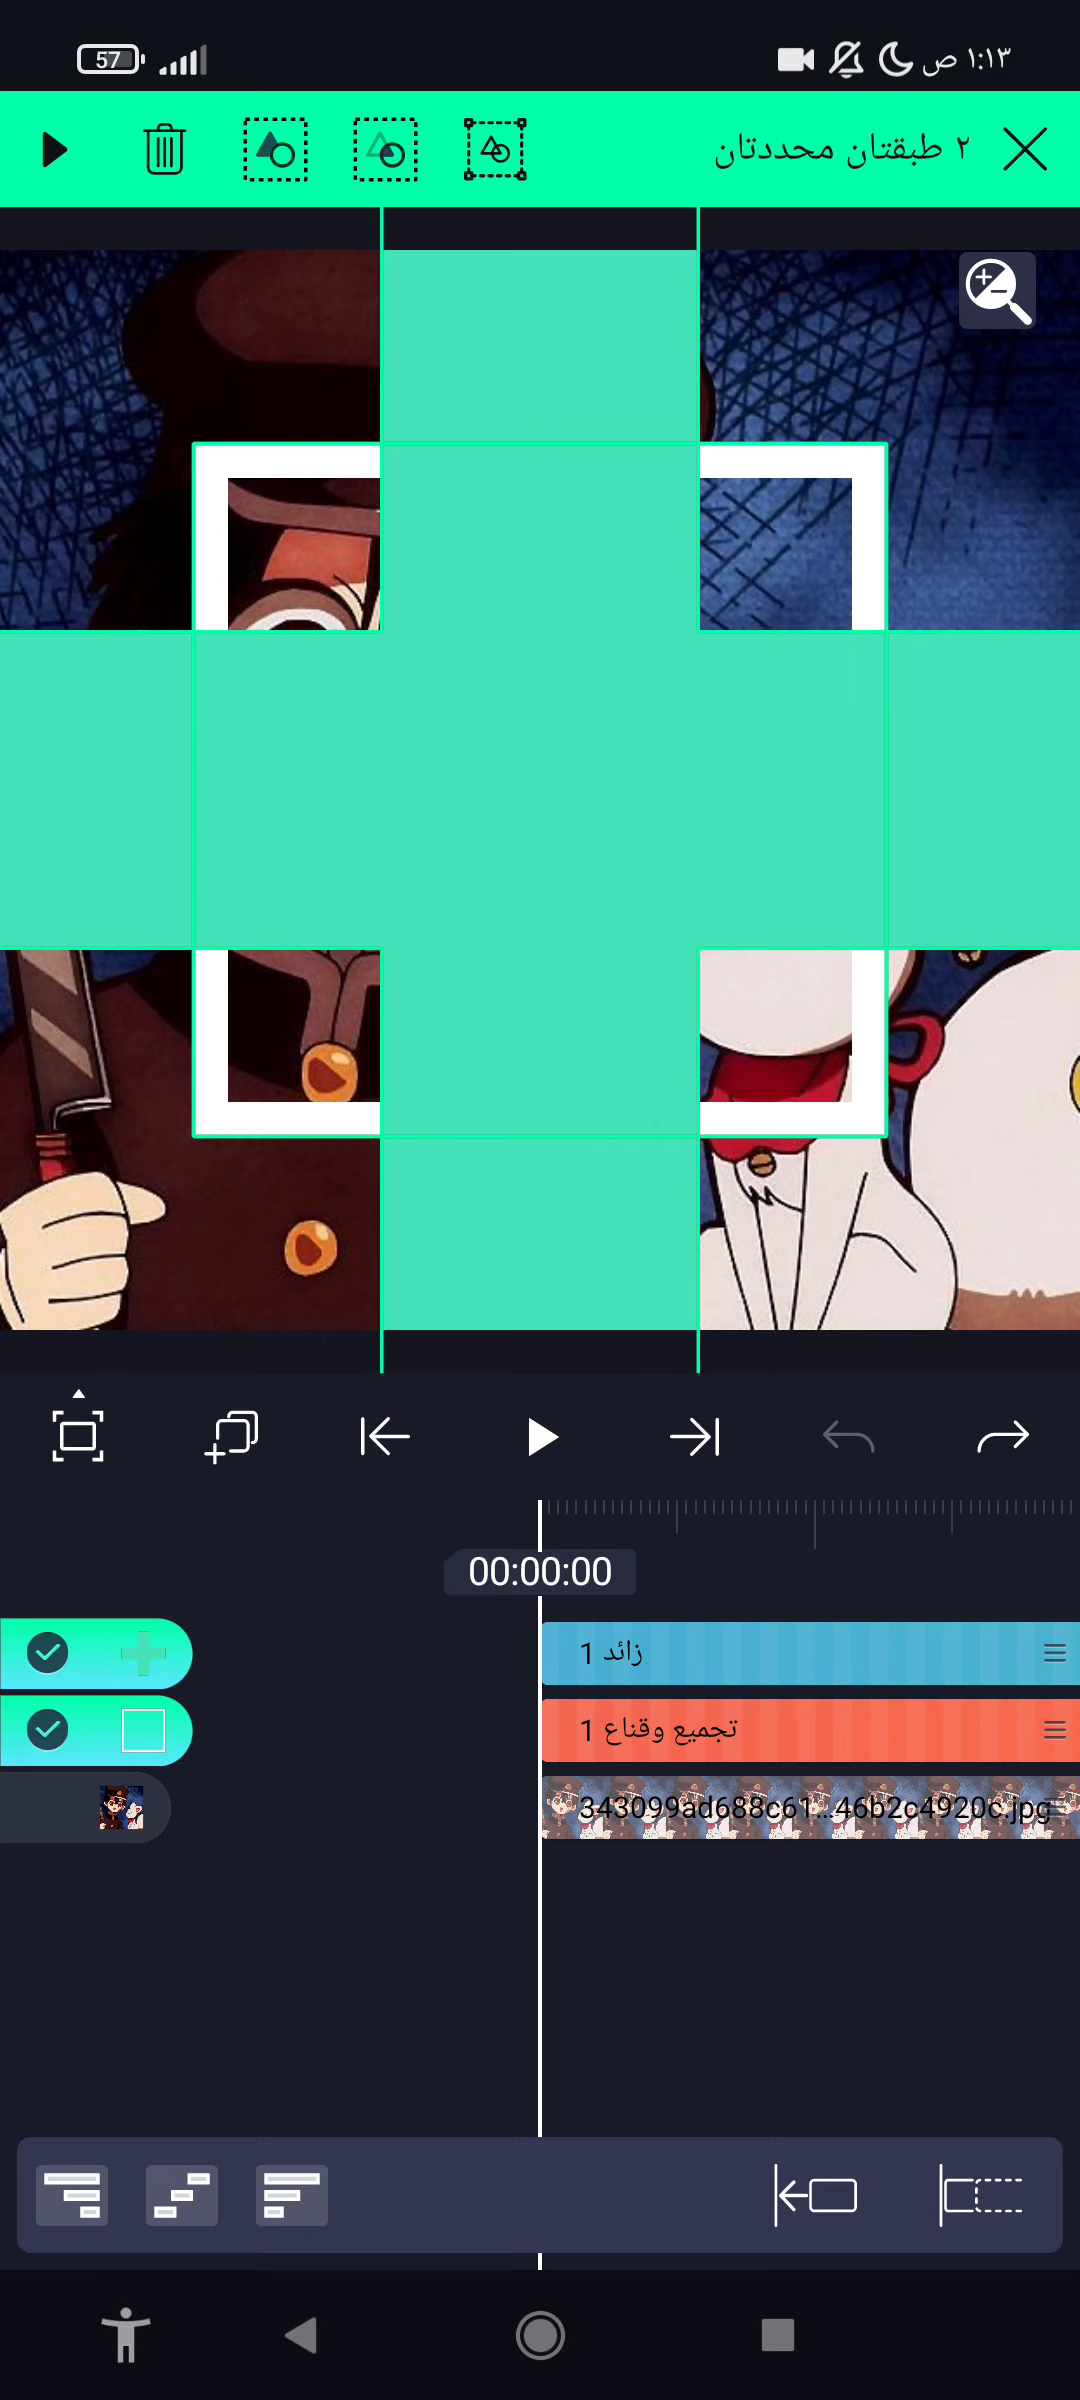 57
١:١٣ ص
٢ طبقتان محددتان
00:00:00
زائد 1
تجميع وقناع 1
343099ad688c61...46b2c4920c.jpg